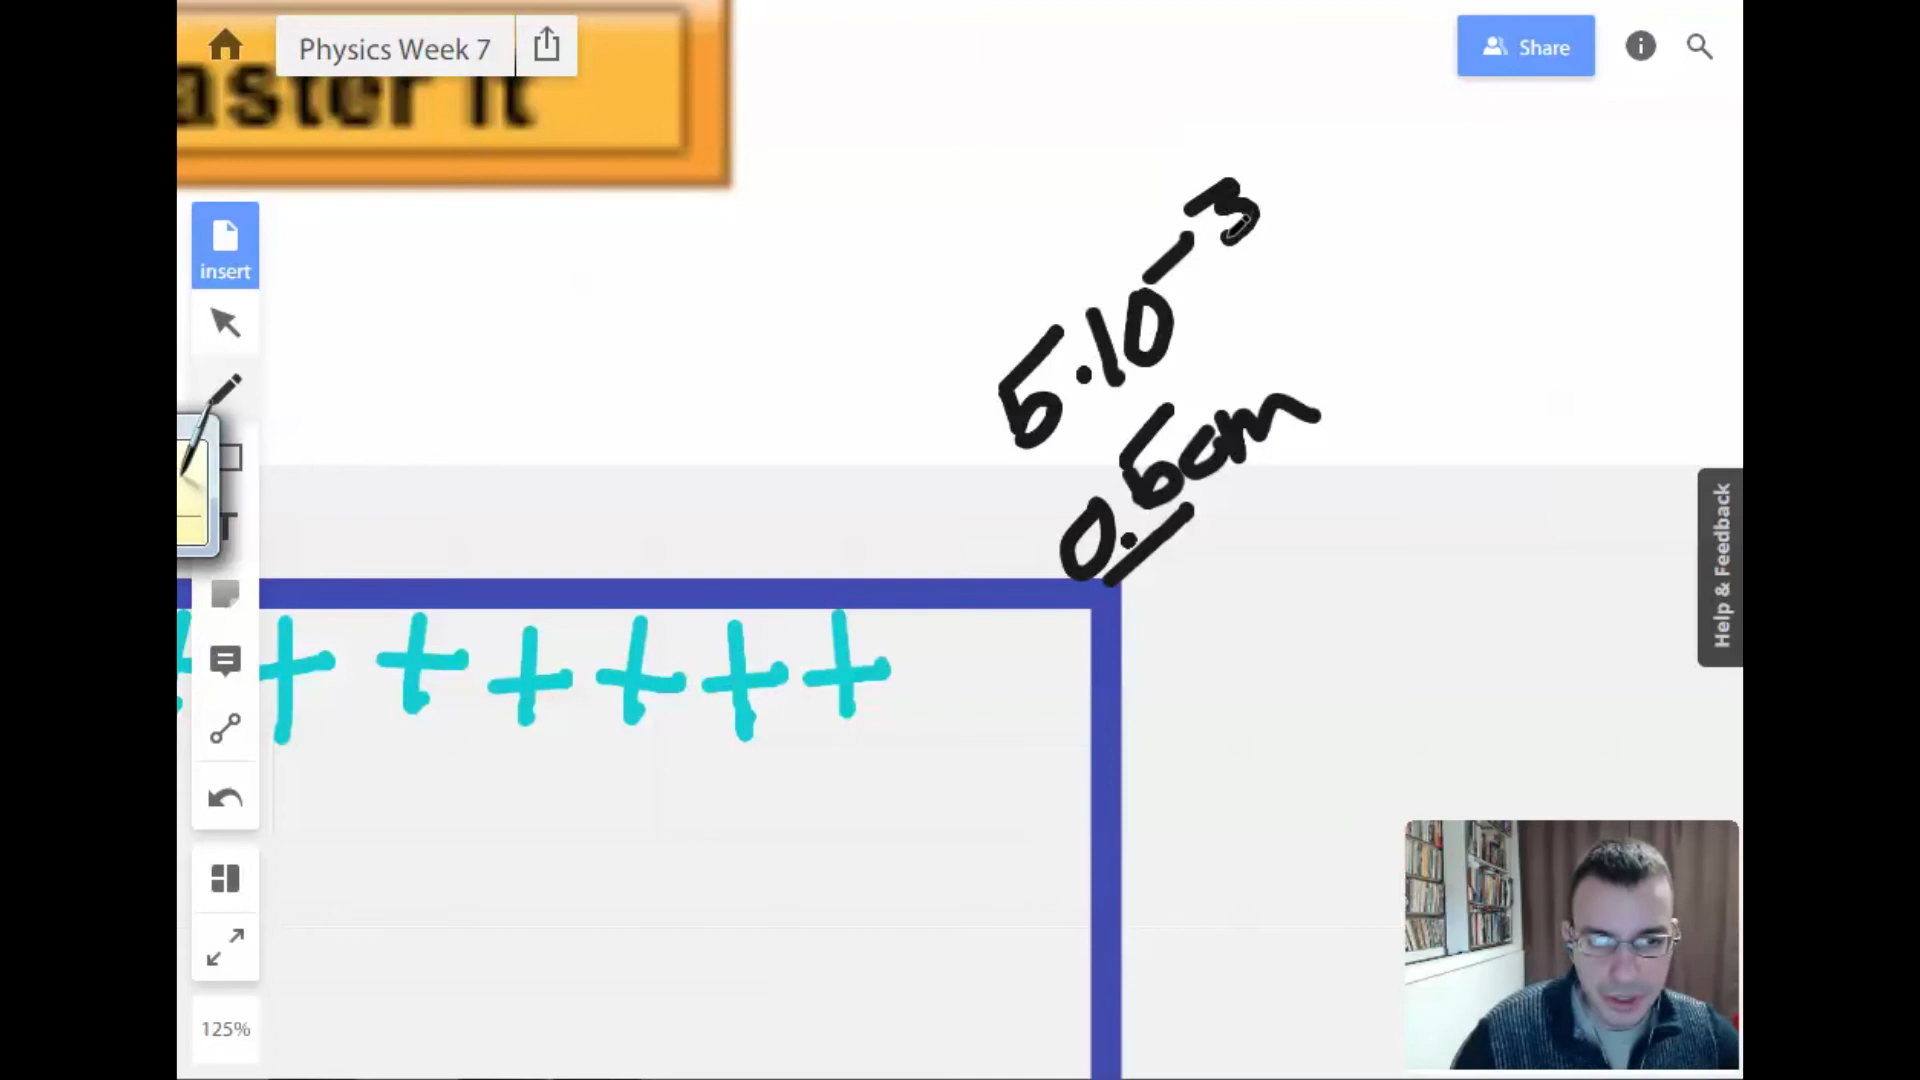 Physics Week 7
Share
aster it
insert
5·10⁻³
0.5cm
+ + + + + + +
T
Help & Feedback
125%